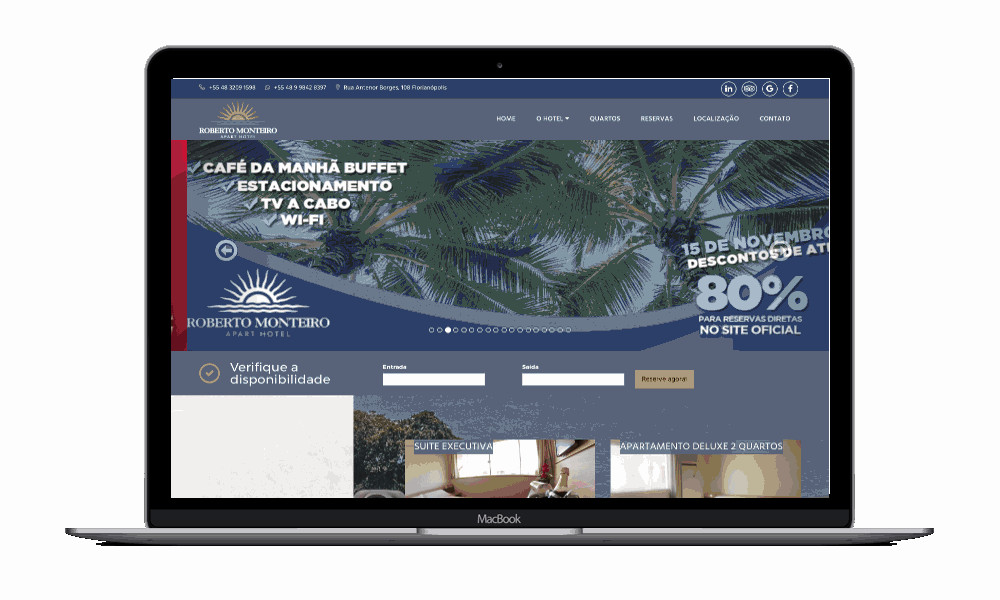 +55 48 3209 1598 +55 48 9 9842 8397 Rua Antenor Borges, 108 Florianópolis
in G f
ROBERTO MONTEIRO
APART HOTEL
HOME O HOTEL QUARTOS RESERVAS LOCALIZAÇÃO CONTATO
CAFÉ DA MANHÃ BUFFET
ESTACIONAMENTO
TV A CABO
WI-FI
ROBERTO MONTEIRO
APART HOTEL
15 DE NOVEMBRO
DESCONTOS DE AT
80%
PARA RESERVAS DIRETAS
NO SITE OFICIAL
Verifique a
disponibilidade
Entrada
Saída
Reserve agora!
SUITE EXECUTIVA
APARTAMENTO DELUXE 2 QUARTOS
MacBook